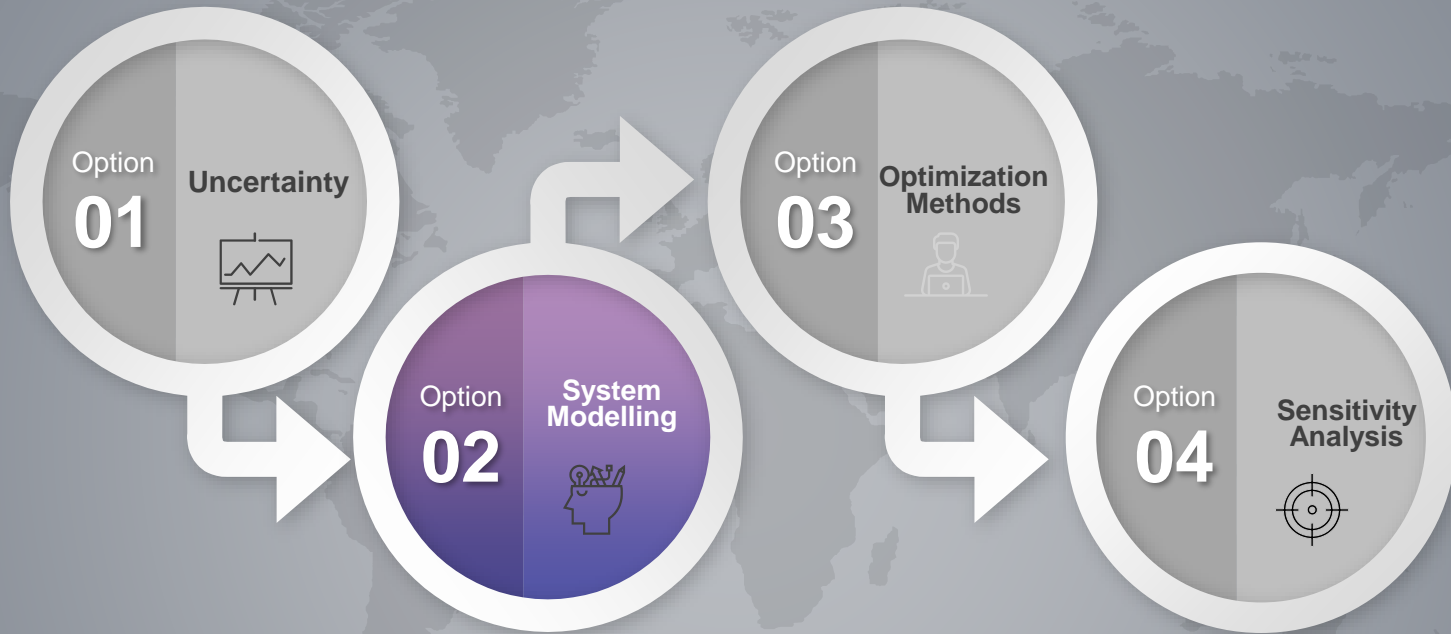 Option
01
Uncertainty
Option
02
System
Modelling
Option
03
Optimization
Methods
Option
04
Sensitivity
Analysis